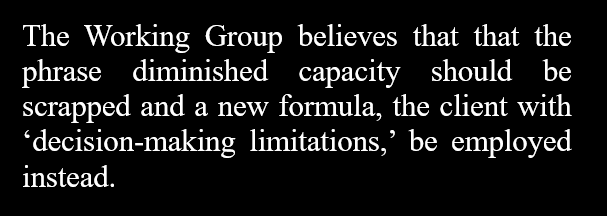 The Working Group believes that that the
phrase diminished capacity should be
scrapped and a new formula, the client with
‘decision-making limitations,’ be employed
instead.